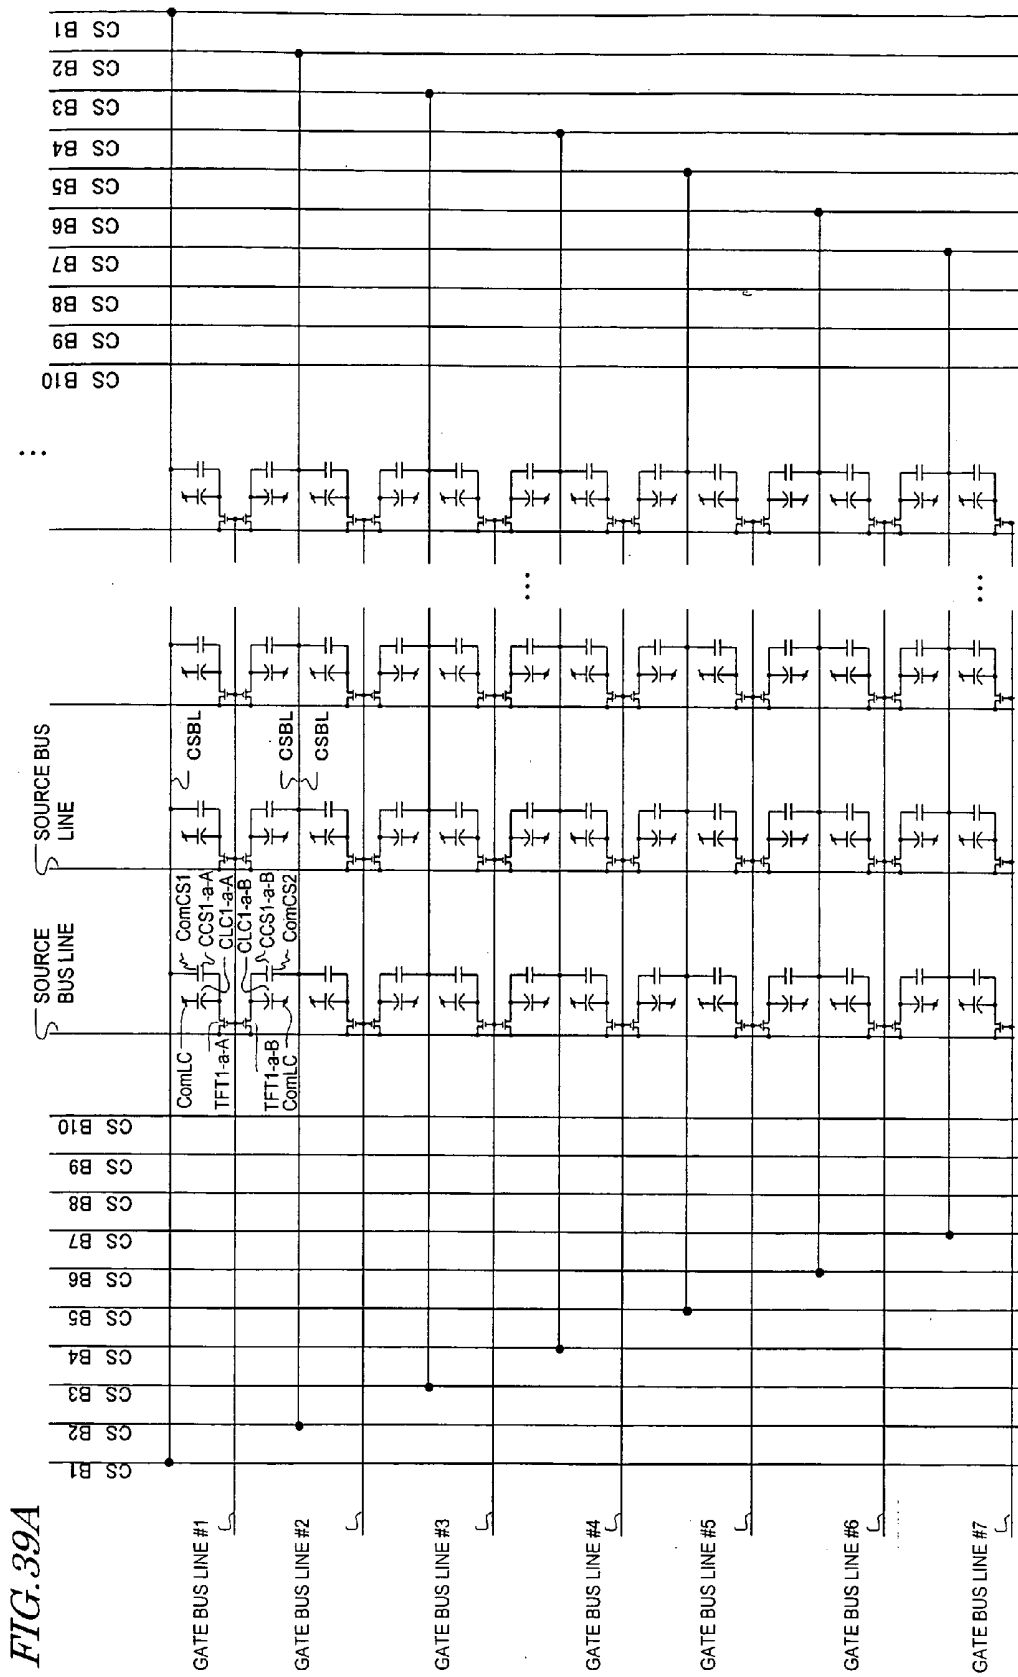 FIG.39A
CS B1
CS B2
CS B3
CS B4
CS B5
CS B6
CS B7
CS B8
CS B9
CS B10
SOURCE
BUS LINE
SOURCE BUS
LINE
...
CS B10
CS B9
CS B8
CS B7
CS B6
CS B5
CS B4
CS B3
CS B2
CS B1
ComLC
TFT1-a-A
TFT1-a-B
ComLC
ComCS1
CCS1-a-A
CLC1-a-A
CLC1-a-B
CCS1-a-B
ComCS2
CSBL
CSBL
CSBL
...
...
GATE BUS LINE #1
GATE BUS LINE #2
GATE BUS LINE #3
GATE BUS LINE #4
GATE BUS LINE #5
GATE BUS LINE #6
GATE BUS LINE #7